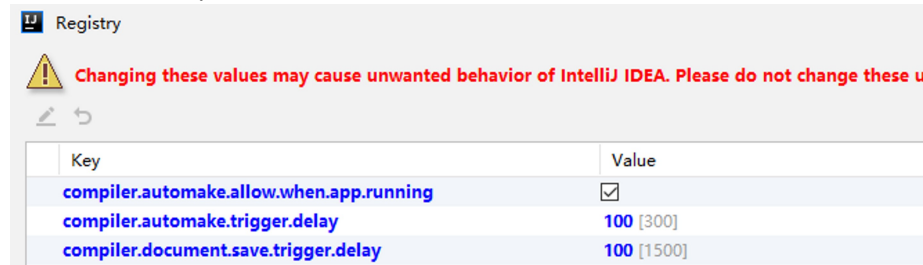 Registry
Changing these values may cause unwanted behavior of IntelliJ IDEA. Please do not change these
Key Value
compiler.automake.allow.when.app.running
compiler.automake.trigger.delay 100 [300]
compiler.document.save.trigger.delay 100 [1500]